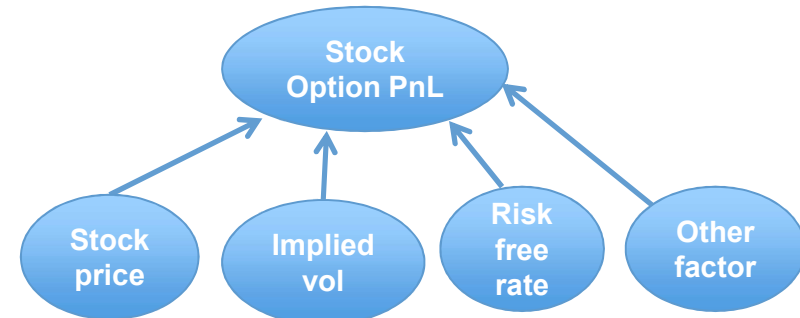 Stock
Option PnL
Stock
price
Implied
vol
Risk
free
rate
Other
factor